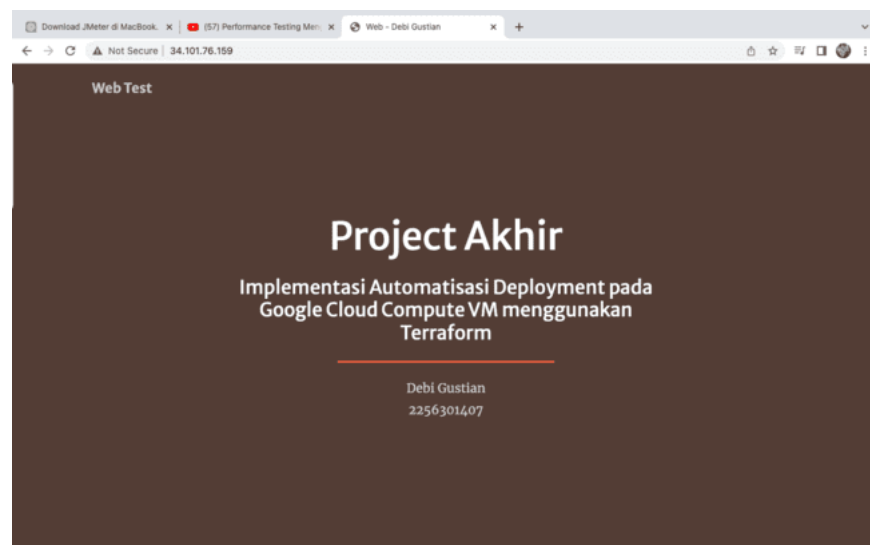 Download JMeter di MacBook.
(57) Performance Testing Men
Web - Debi Gustian
Not Secure
34.101.76.159
Web Test
Project Akhir
Implementasi Automatisasi Deployment pada
Google Cloud Compute VM menggunakan
Terraform
Debi Gustian
2256301407